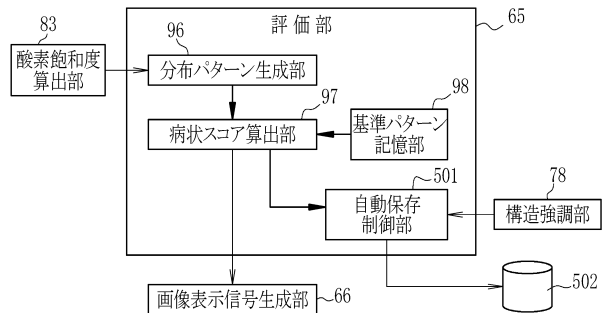 評価部
65
83
酸素飽和度
算出部
96
分布パターン生成部
97
病状スコア算出部
98
基準パターン
記憶部
501
自動保存
制御部
78
構造強調部
画像表示信号生成部
66
502